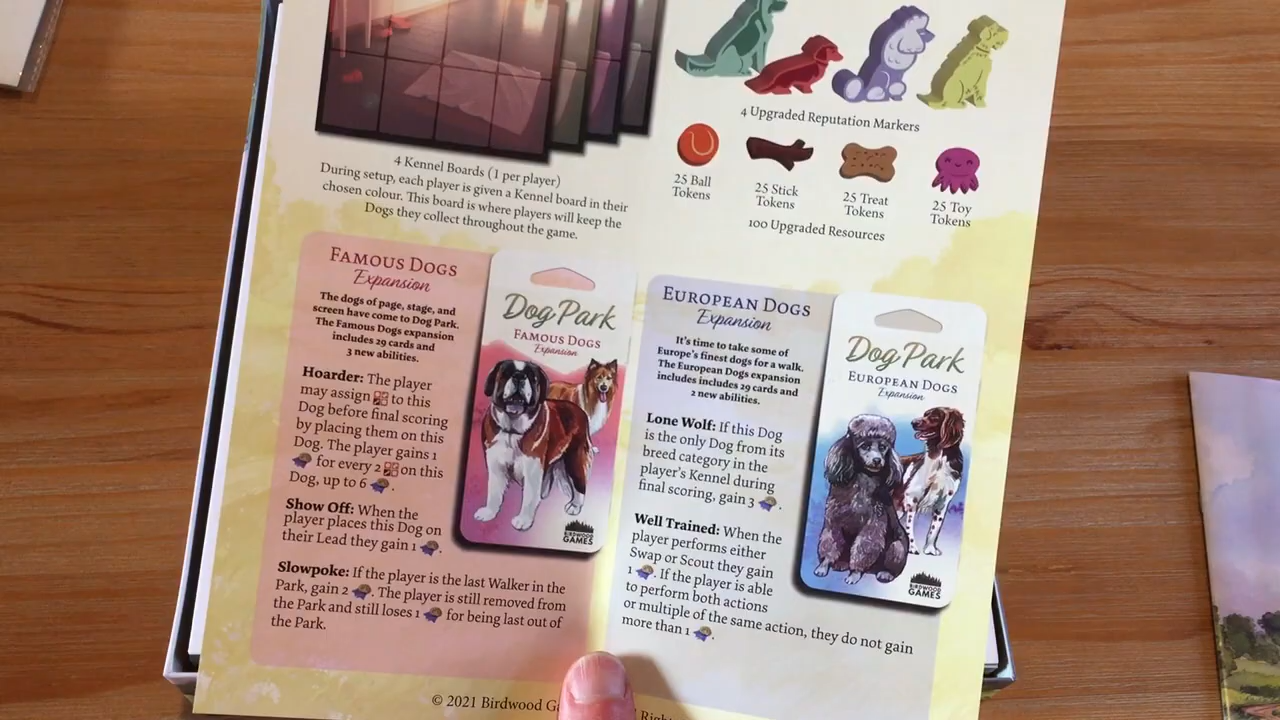 4 Kennel Boards (1 per player)
During setup, each player is given a Kennel board in their
chosen colour. This board is where players will keep the
Dogs they collect throughout the game.
4 Upgraded Reputation Markers
25 Ball
Tokens
25 Stick
Tokens
25 Treat
Tokens
25 Toy
Tokens
100 Upgraded Resources
FAMOUS DOGS
Expansion
The dogs of page, stage, and
screen have come to Dog Park.
The Famous Dogs expansion
includes 29 cards and
3 new abilities.
Hoarder: The player
may assign to this
Dog before final scoring
by placing them on this
Dog. The player gains 1
for every 2 on this
Dog, up to 6 .
Show Off: When the
player places this Dog on
their Lead they gain 1 .
Slowpoke: If the player is the last Walker in the
Park, gain 2 . The player is still removed from
the Park and still loses 1 for being last out of
the Park.
Dog Park
FAMOUS DOGS
Expansion
BIRDWOOD
GAMES
EUROPEAN DOGS
Expansion
It's time to take some of
Europe's finest dogs for a walk.
The European Dogs expansion
includes includes 29 cards and
2 new abilities.
Lone Wolf: If this Dog
is the only Dog from its
breed category in the
player's Kennel during
final scoring, gain 3 .
Well Trained: When the
player performs either
Swap or Scout they gain
1 . If the player is able
to perform both actions
or multiple of the same action, they do not gain
more than 1 .
Dog Park
EUROPEAN DOGS
Expansion
BIRDWOOD
GAMES
© 2021 Birdwood G